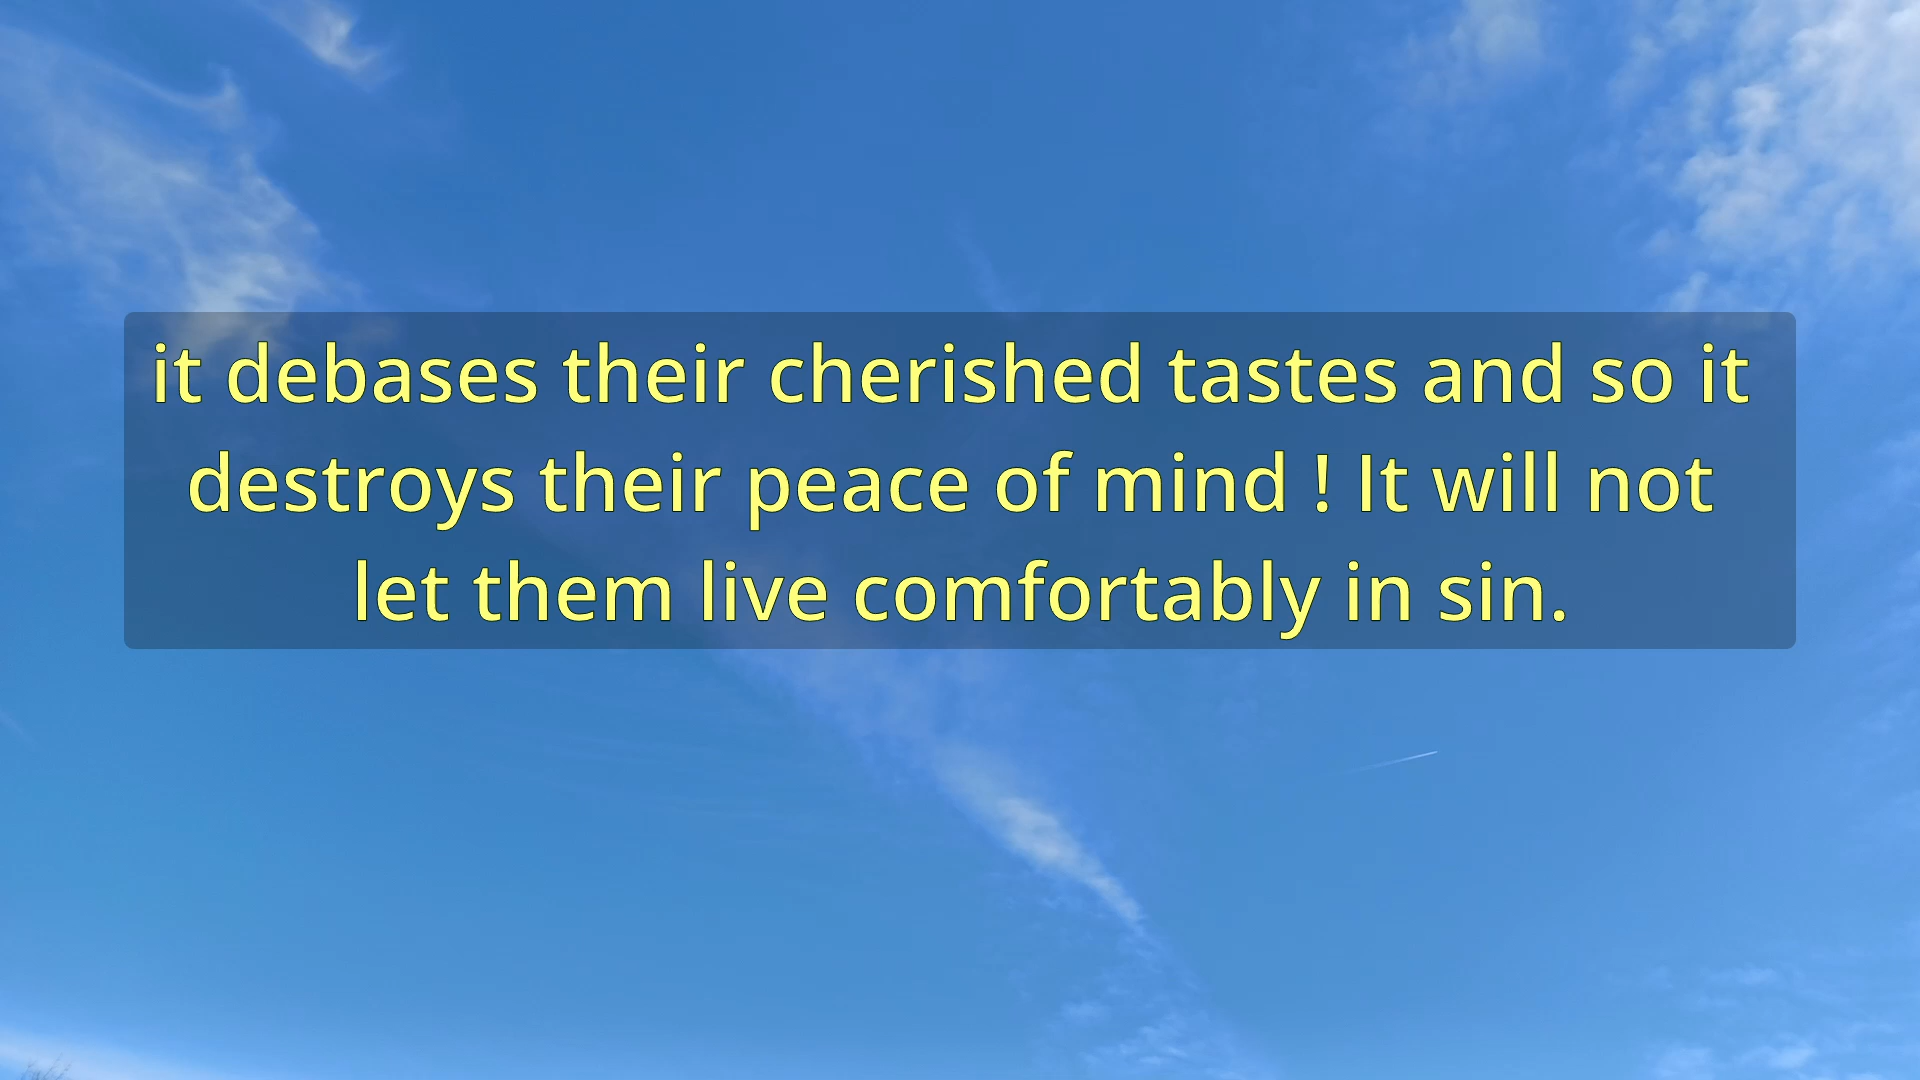 it debases their cherished tastes and so it
destroys their peace of mind ! It will not
let them live comfortably in sin.